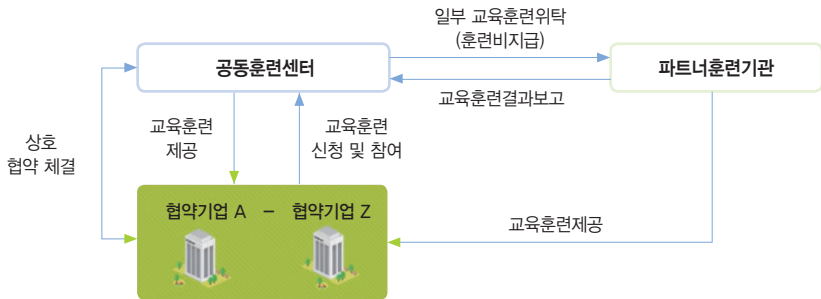 일부 교육훈련위탁
(훈련비지급)
공동훈련센터
파트너훈련기관
교육훈련결과보고
상호
협약 체결
교육훈련
제공
교육훈련
신청 및 참여
협약기업 A – 협약기업 Z
교육훈련제공